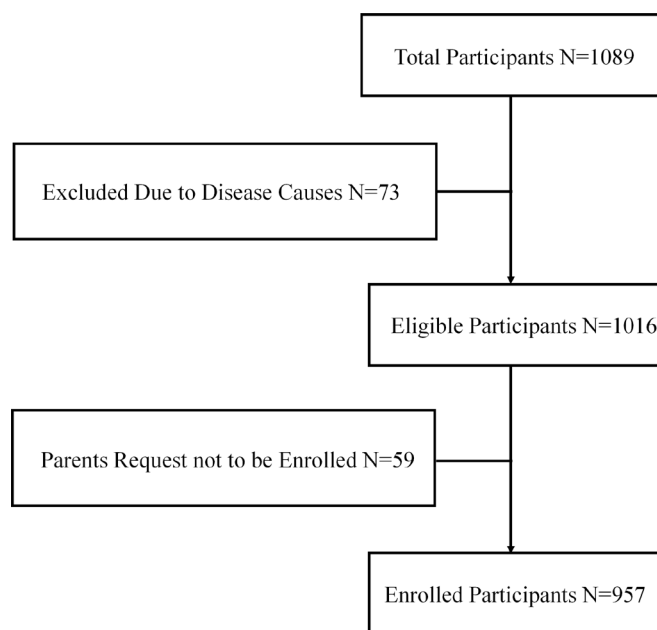 Total Participants N=1089
Excluded Due to Disease Causes N=73
Eligible Participants N=1016
Parents Request not to be Enrolled N=59
Enrolled Participants N=957